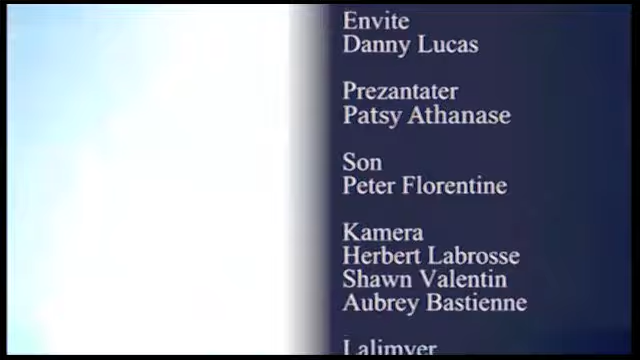 Envite
Danny Lucas
Prezantater
Patsy Athanase
Son
Peter Florentine
Kamera
Herbert Labrosse
Shawn Valentin
Aubrey Bastienne
Lalimyer